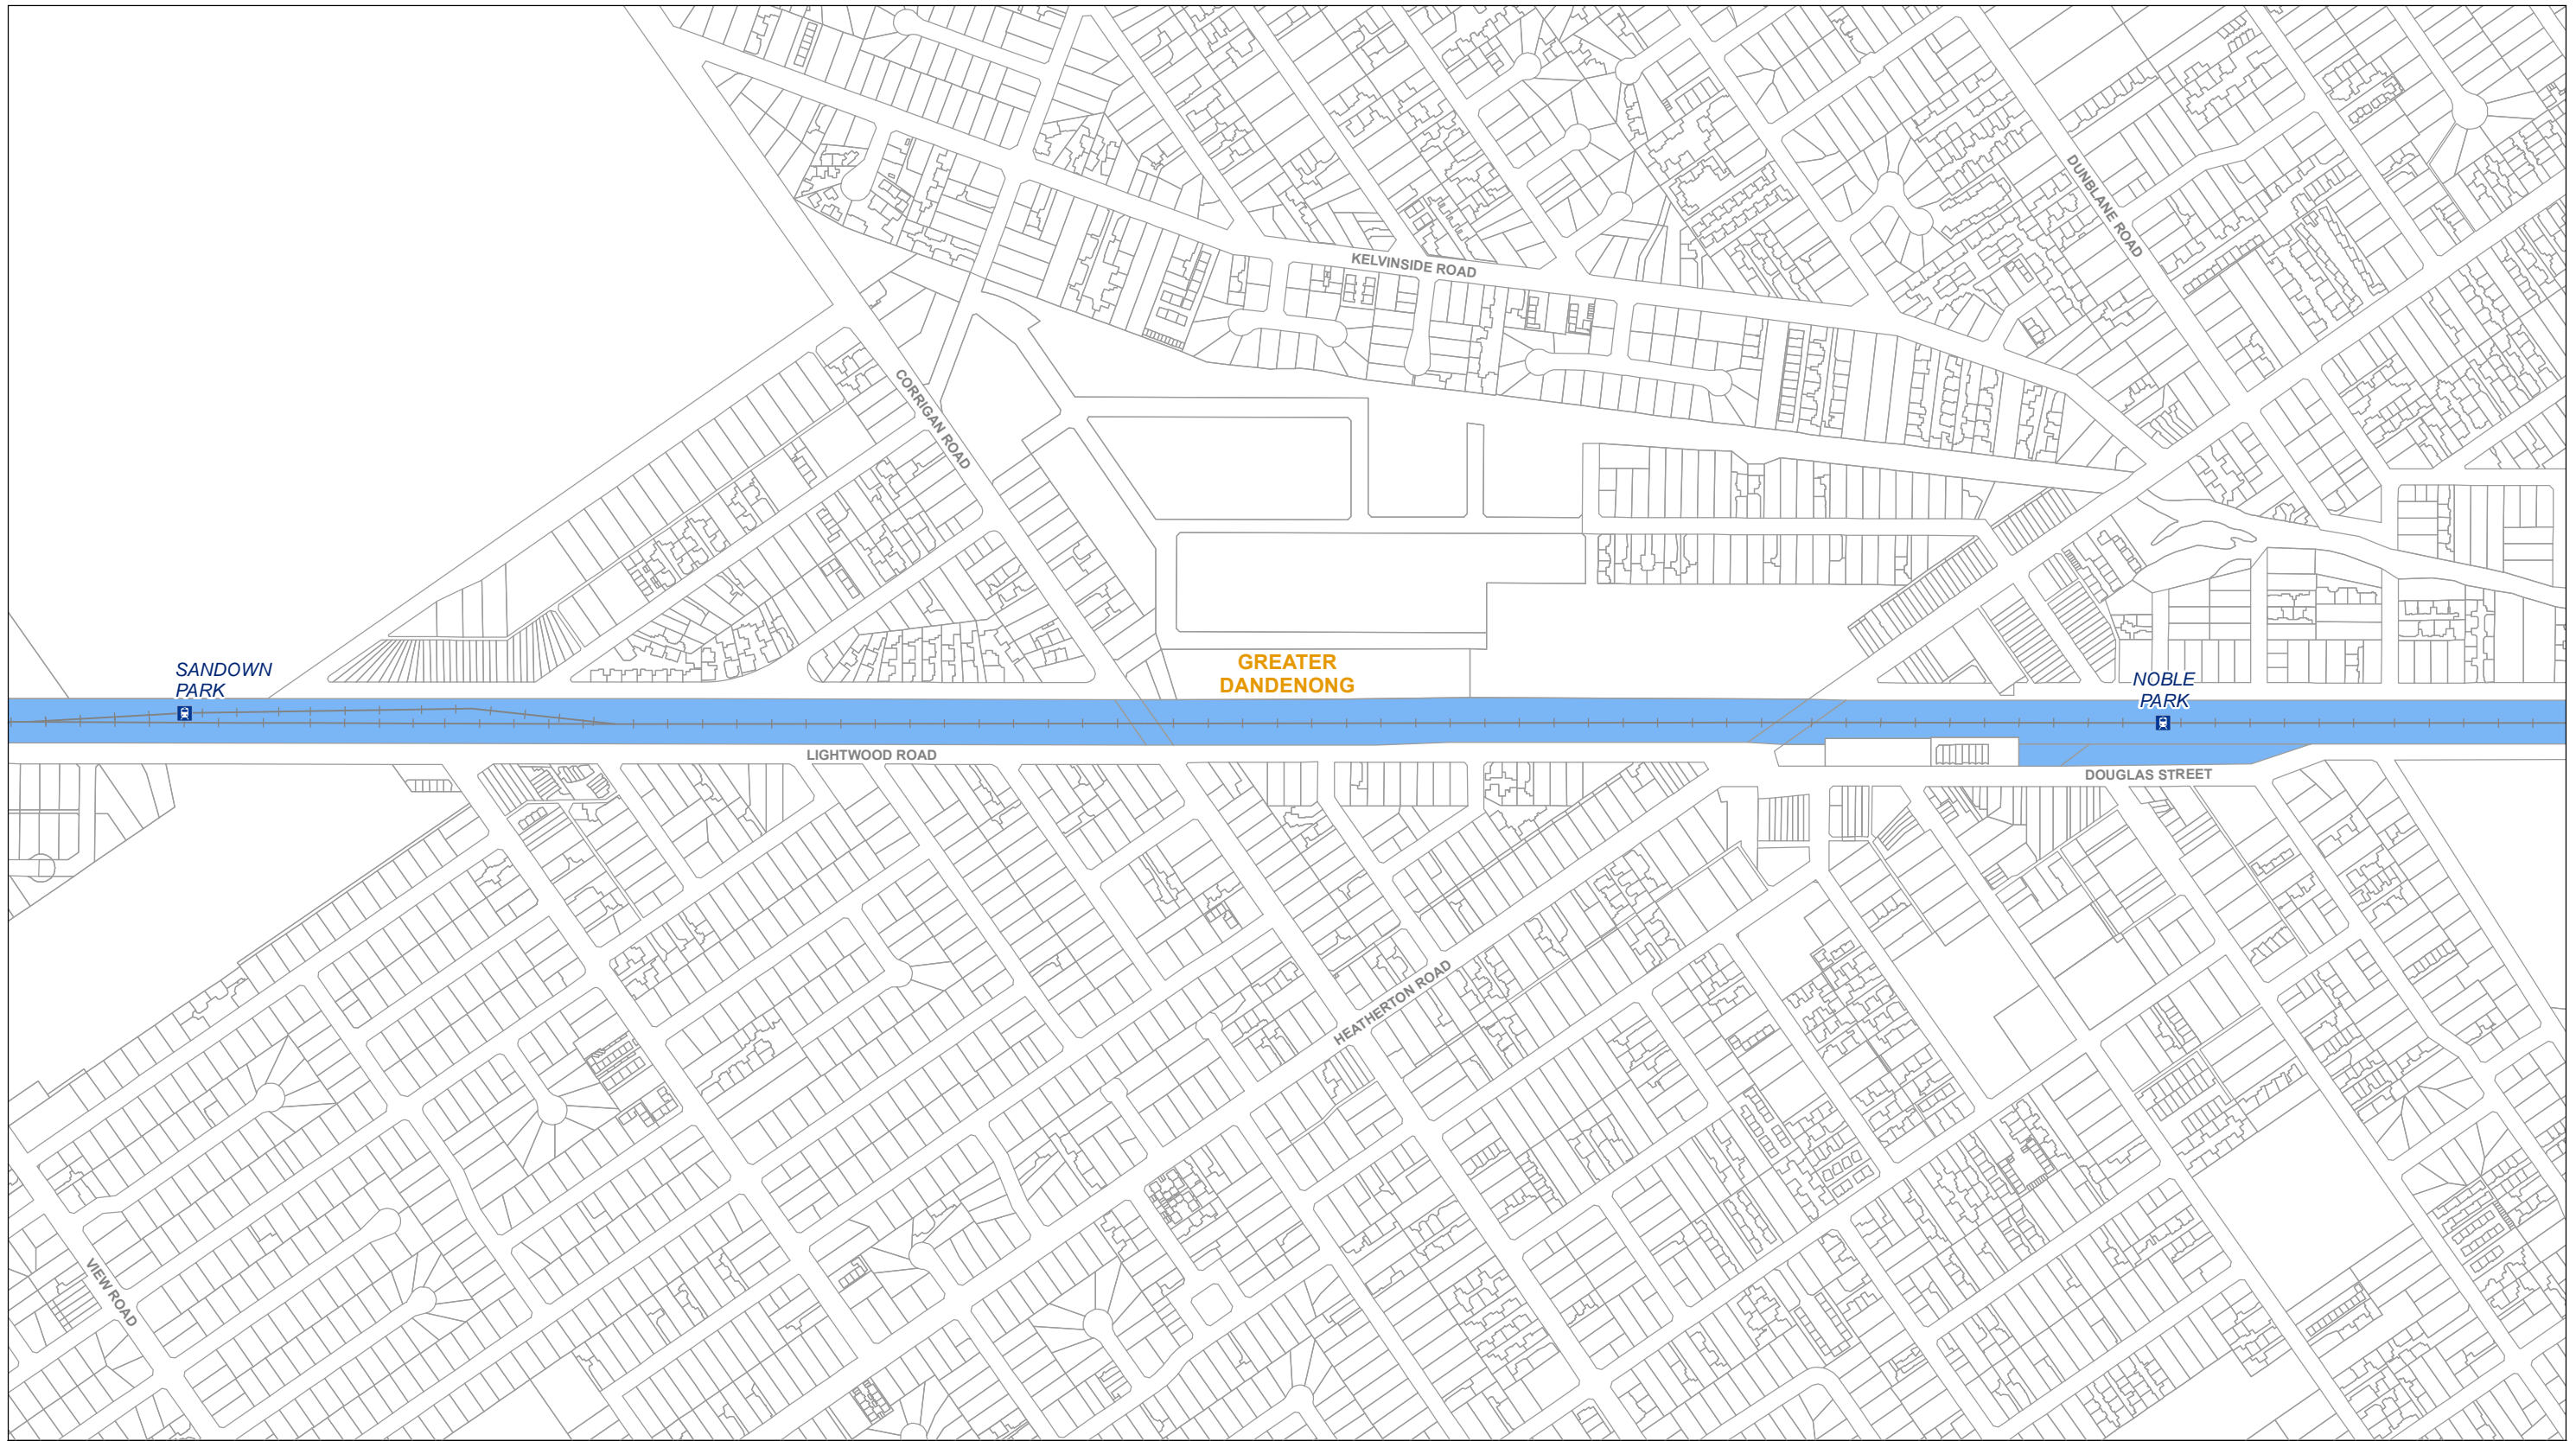 DUNBLANE ROAD
KELVINSIDE ROAD
CORRIGAN ROAD
SANDOWN
PARK
GREATER
DANDENONG
NOBLE
PARK
LIGHTWOOD ROAD
DOUGLAS STREET
HEATHERTON ROAD
VIEW ROAD